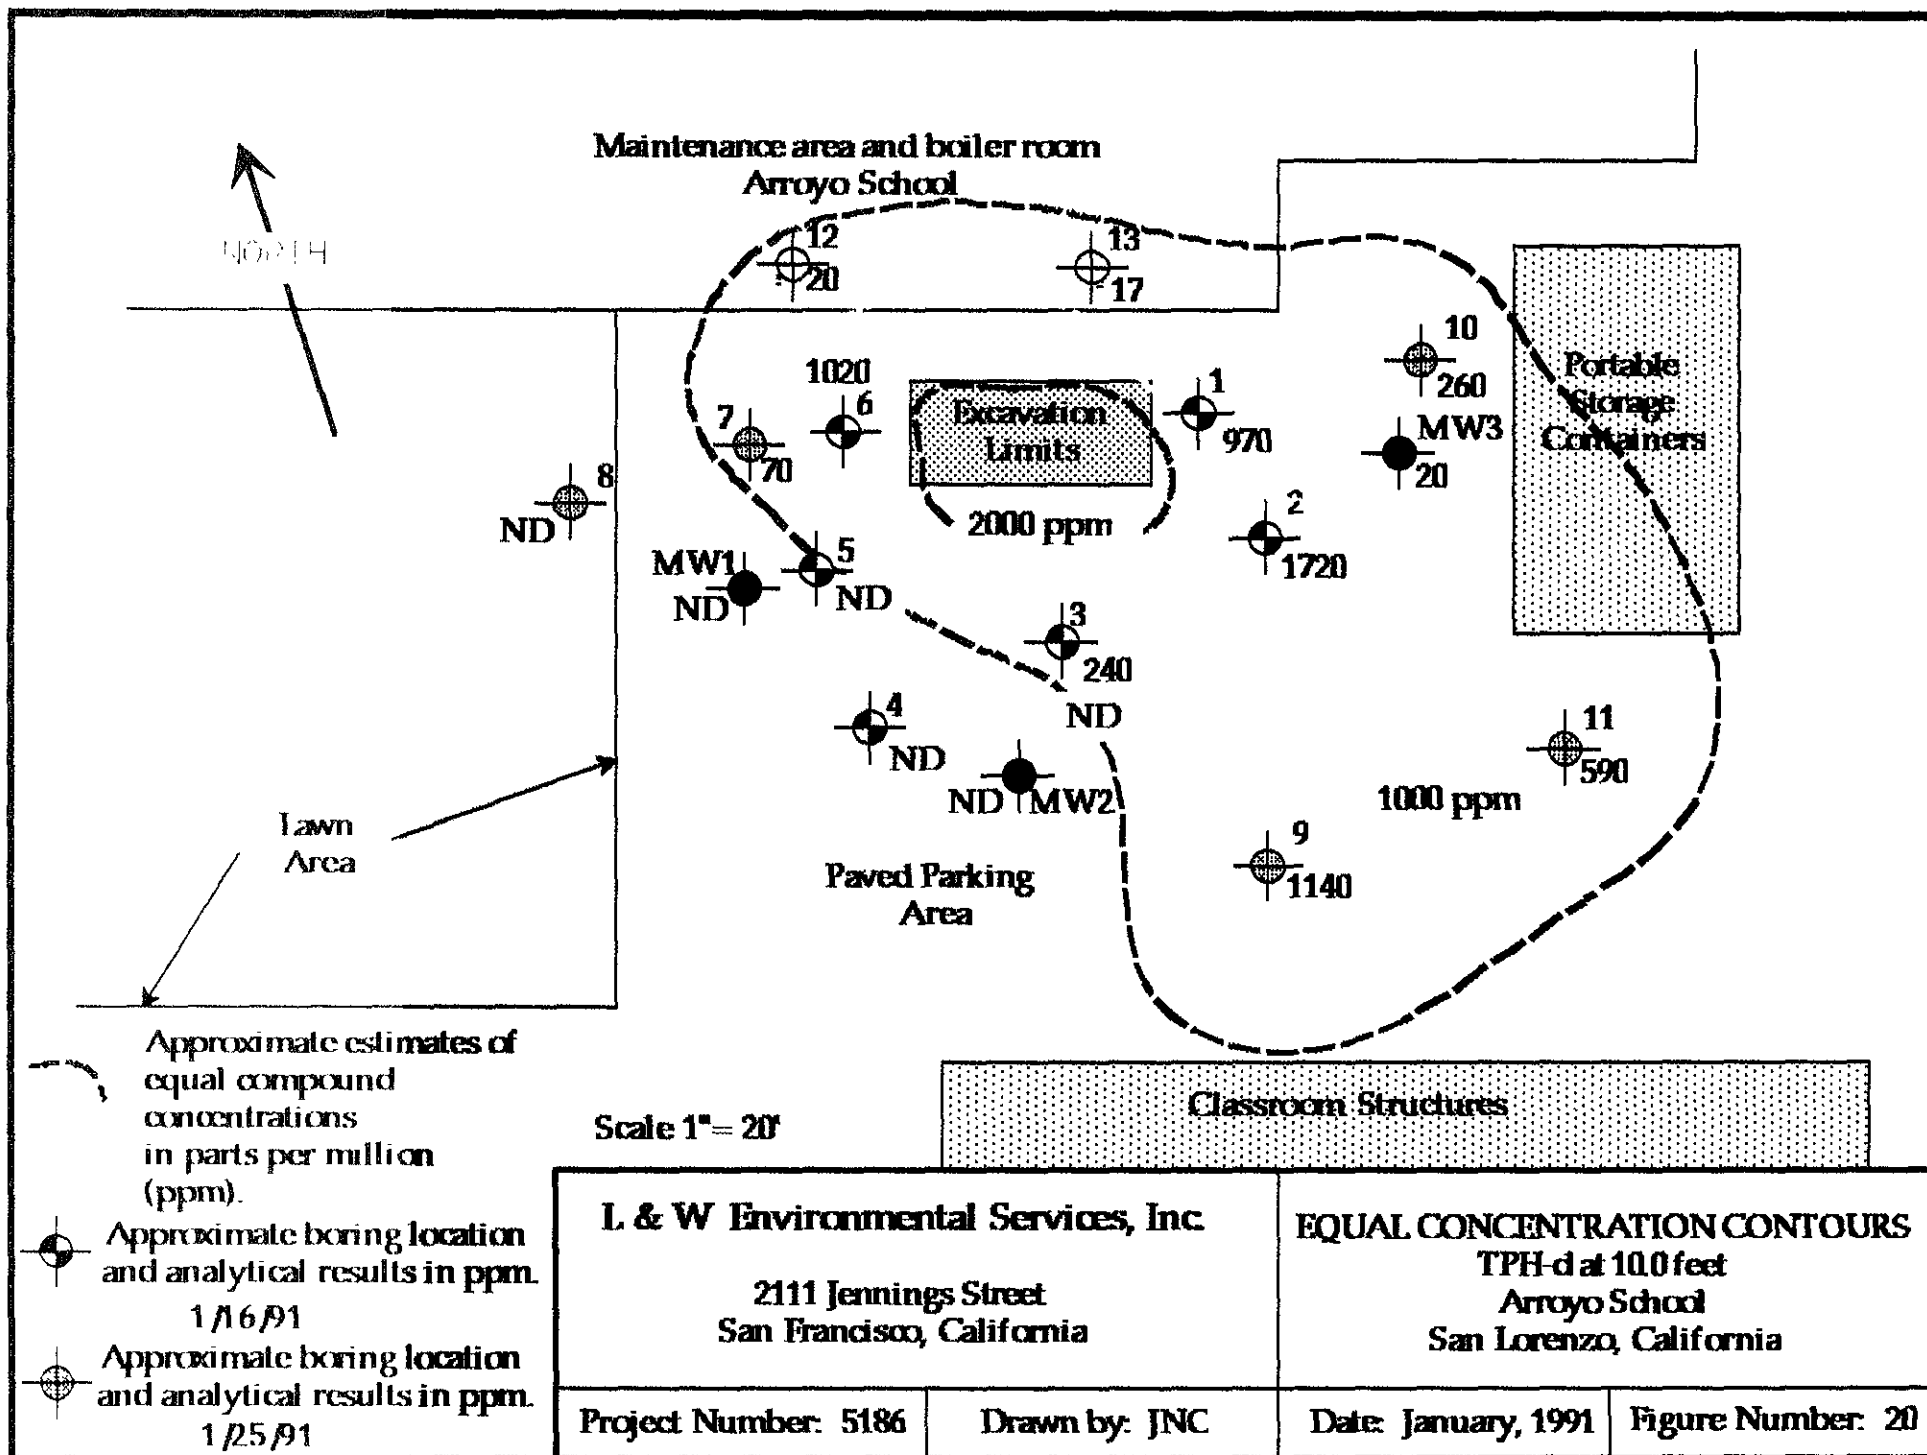 Maintenance area and boiler room
Arroyo School
NORTH
12
20
13
17
10
260
Portable
Storage
Containers
1020
6
Excavation
Limits
1
970
7
70
MW3
20
8
ND
2000 ppm
2
1720
MW1
ND
5
ND
3
240
ND
4
ND
ND MW2
11
590
1000 ppm
9
1140
Lawn
Area
Paved Parking
Area
Approximate estimates of
equal compound
concentrations
in parts per million
(ppm).
Approximate boring location
and analytical results in ppm.
1/16/91
Approximate boring location
and analytical results in ppm.
1/25/91
Scale 1"= 20'
Classroom Structures
L & W Environmental Services, Inc.
2111 Jennings Street
San Francisco, California
EQUAL CONCENTRATION CONTOURS
TPH-d at 10.0 feet
Arroyo School
San Lorenzo, California
Project Number: 5186
Drawn by: JNC
Date: January, 1991
Figure Number: 20